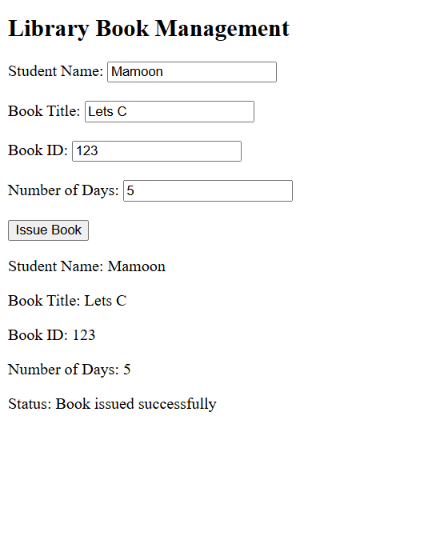 Library Book Management
Student Name: Mamoon
Book Title: Lets C
Book ID: 123
Number of Days: 5
Issue Book
Student Name: Mamoon
Book Title: Lets C
Book ID: 123
Number of Days: 5
Status: Book issued successfully